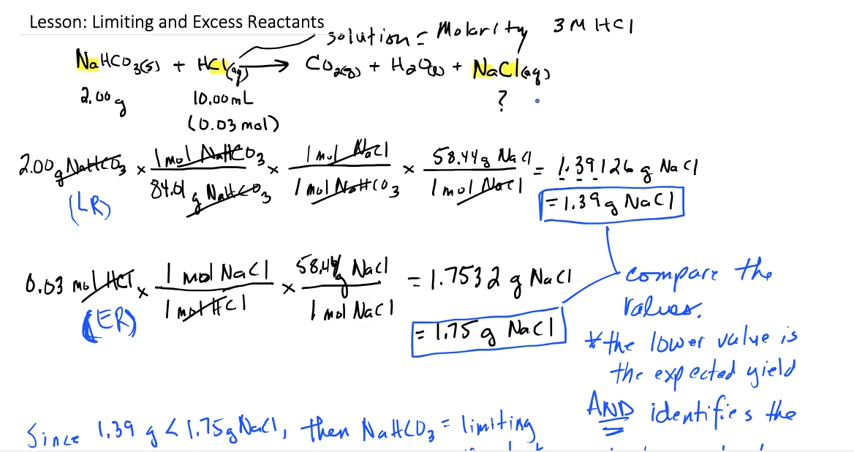 Lesson: Limiting and Excess Reactants
solution = Molarity 3 M HCl
NaHCO3(s) + HCl(aq) → CO2(g) + H2O(l) + NaCl(aq)
2.00g 10.00mL ?
(0.03 mol)
2.00 g NaHCO3 × 1 mol NaHCO3 / 84.01 g NaHCO3 × 1 mol NaCl / 1 mol NaHCO3 × 58.44 g NaCl / 1 mol NaCl = 1.39126 g NaCl
(LR) = 1.39 g NaCl
0.03 mol HCl × 1 mol NaCl / 1 mol HCl × 58.44 g NaCl / 1 mol NaCl = 1.7532 g NaCl
(ER) = 1.75 g NaCl
compare the
values.
*the lower value is
the expected yield
AND identifies the
Since 1.39 g < 1.75 g NaCl, then NaHCO3 = limiting